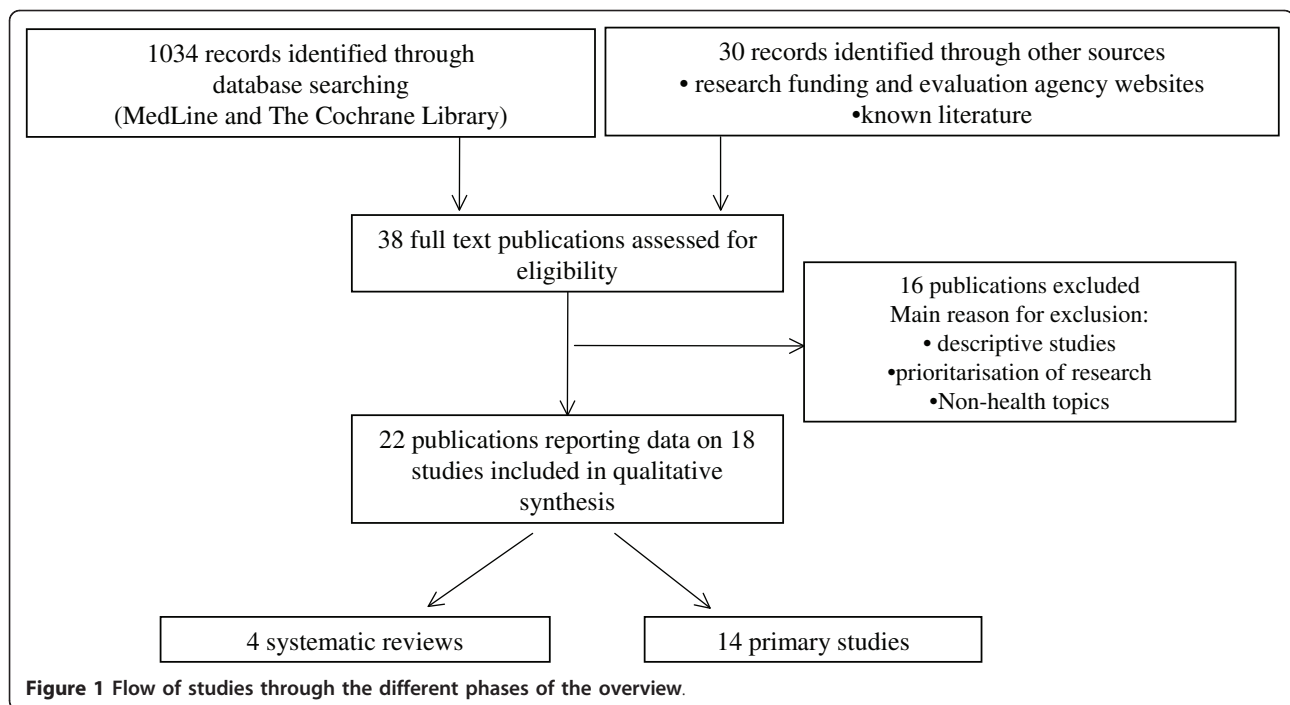 1034 records identified through
database searching
(MedLine and The Cochrane Library)
30 records identified through other sources
• research funding and evaluation agency websites
•known literature
38 full text publications assessed for
eligibility
16 publications excluded
Main reason for exclusion:
• descriptive studies
•prioritarisation of research
•Non-health topics
22 publications reporting data on 18
studies included in qualitative
synthesis
4 systematic reviews
14 primary studies
Figure 1 Flow of studies through the different phases of the overview.